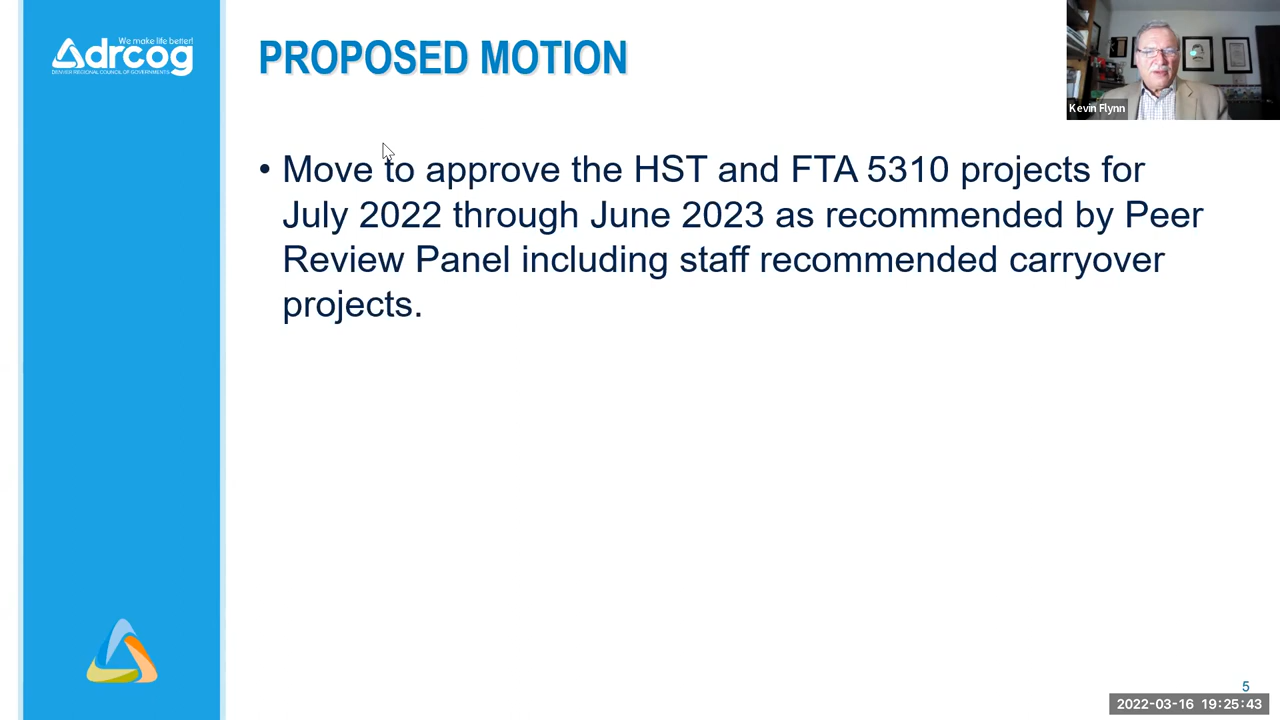 We make life better!
drcog
DENVER REGIONAL COUNCIL OF GOVERNMENTS
PROPOSED MOTION
Kevin Flynn
• Move to approve the HST and FTA 5310 projects for
July 2022 through June 2023 as recommended by Peer
Review Panel including staff recommended carryover
projects.
5
2022-03-16 19:25:43